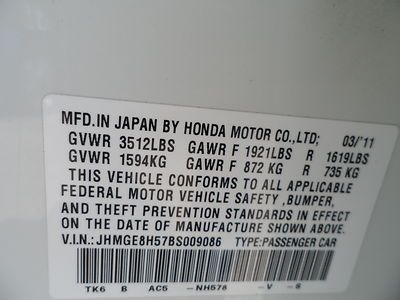 MFD.IN JAPAN BY HONDA MOTOR CO.,LTD; 03/'11
GVWR 3512LBS GAWR F 1921LBS R 1619LBS
GVWR 1594KG GAWR F 872 KG R 735 KG
THIS VEHICLE CONFORMS TO ALL APPLICABLE
FEDERAL MOTOR VEHICLE SAFETY ,BUMPER,
AND THEFT PREVENTION STANDARDS IN EFFECT
ON THE DATE OF MANUFACTURE SHOWN ABOVE.
V.I.N.:JHMGE8H57BS009086 TYPE:PASSENGER CAR
TK6 B AC5 -NH578 -V -S